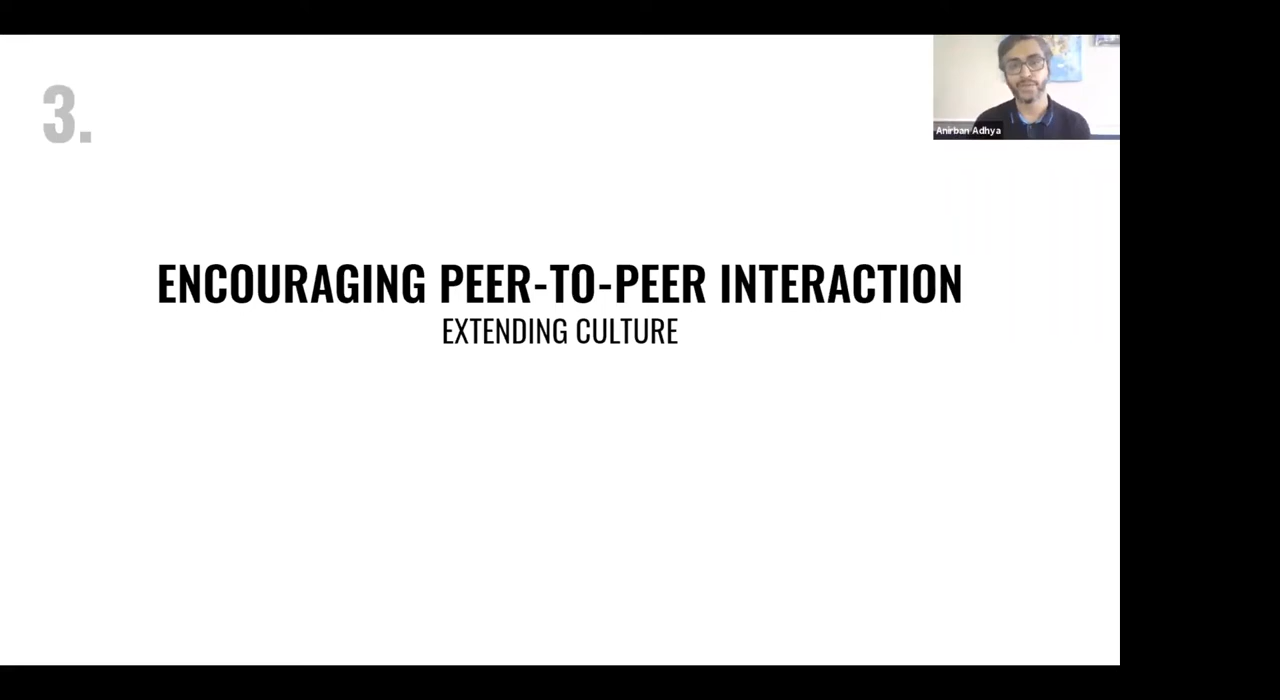 3.
Anirban Adhya
ENCOURAGING PEER-TO-PEER INTERACTION
EXTENDING CULTURE